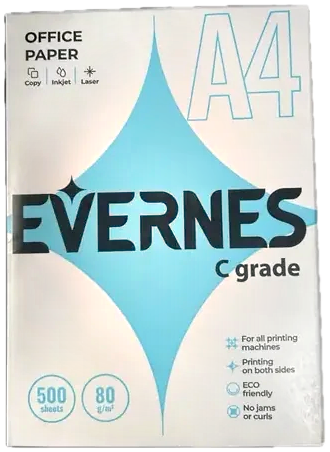 OFFICE
PAPER
A4
Copy Inkjet Laser
EVERNES
C grade
For all printing
machines
Printing
on both sides
ECO
friendly
No jams
or curls
500
sheets
80
g/m²